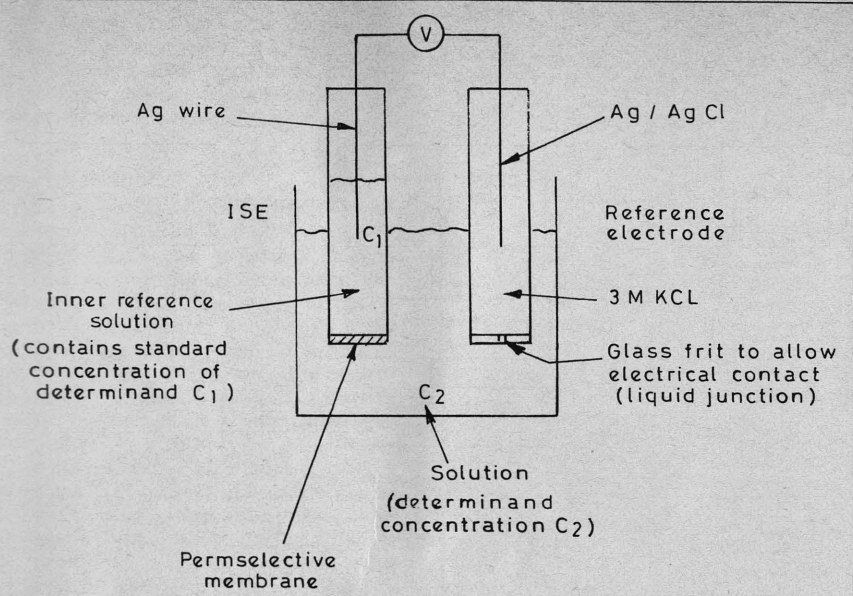 V
Ag wire
Ag / Ag Cl
ISE
C1
Reference
electrode
Inner reference
solution
(contains standard
concentration of
determinand C1)
3 M KCL
Glass frit to allow
electrical contact
(liquid junction)
C2
Solution
(determinand
concentration C2)
Permselective
membrane